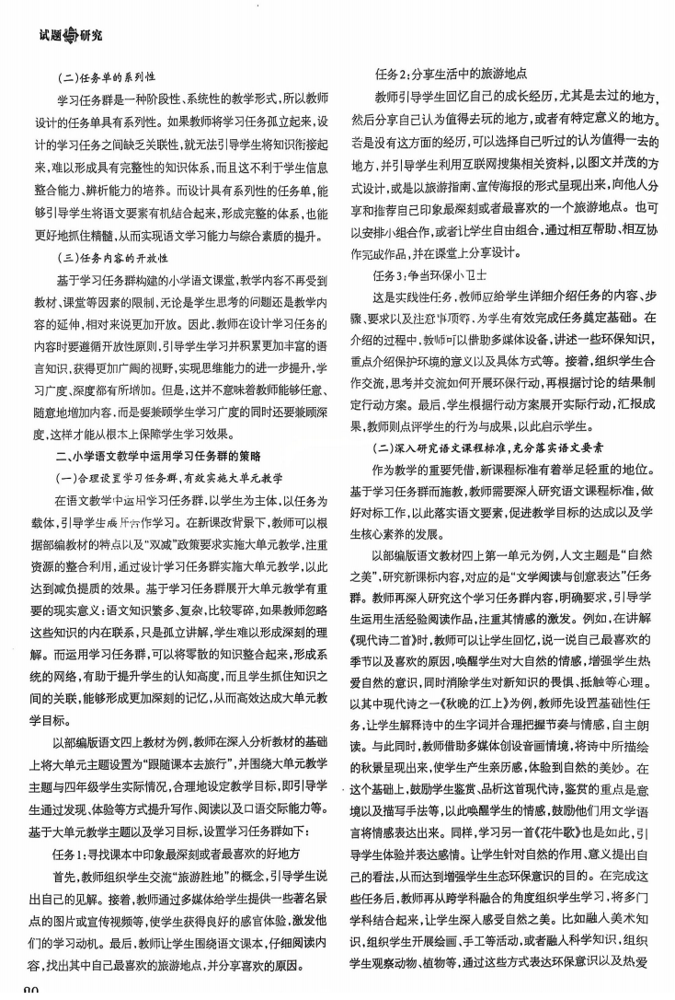 试题与研究
(二)任务单的系列性
学习任务群是一种阶段性、系统性的教学形式,所以教师
设计的任务单具有系列性。如果教师将学习任务孤立起来,设
计的学习任务之间缺乏关联性,就无法引导学生将知识衔接起
来,难以形成具有完整性的知识体系,而且这不利于学生信息
整合能力、辨析能力的培养。而设计具有系列性的任务单,能
够引导学生将语文要素有机结合起来,形成完整的体系,也能
更好地抓住精髓,从而实现语文学习能力与综合素质的提升。
(三)任务内容的开放性
基于学习任务群构建的小学语文课堂,教学内容不再受到
教材、课堂等因素的限制,无论是学生思考的问题还是教学内
容的延伸,相对来说更加开放。因此,教师在设计学习任务的
内容时要遵循开放性原则,引导学生学习并积累更加丰富的语
言知识,获得更加广阔的视野,实现思维能力的进一步提升,学
习广度、深度都有所增加。但是,这并不意味着教师能够任意、
随意地增加内容,而是要兼顾学生学习广度的同时还要兼顾深
度,这样才能从根本上保障学生学习效果。
二、小学语文教学中运用学习任务群的策略
(一)合理设置学习任务群,有效实施大单元教学
在语文教学中运用学习任务群,以学生为主体,以任务为
载体,引导学生展开合作学习。在新课改背景下,教师可以根
据部编教材的特点以及“双减”政策要求实施大单元教学,注重
资源的整合利用,通过设计学习任务群实施大单元教学,以此
达到减负提质的效果。基于学习任务群展开大单元教学有重
要的现实意义:语文知识繁多、复杂,比较零碎,如果教师忽略
这些知识的内在联系,只是孤立讲解,学生难以形成深刻的理
解。而运用学习任务群,可以将零散的知识整合起来,形成系
统的网络,有助于提升学生的认知高度,而且学生抓住知识之
间的关联,能够形成更加深刻的记忆,从而高效达成大单元教
学目标。
以部编版语文四上教材为例,教师在深入分析教材的基础
上将大单元主题设置为“跟随课本去旅行”,并围绕大单元教学
主题与四年级学生实际情况,合理地设定教学目标,即引导学
生通过发现、体验等方式提升写作、阅读以及口语交际能力等。
基于大单元教学主题以及学习目标,设置学习任务群如下:
任务1:寻找课本中印象最深刻或者最喜欢的好地方
首先,教师组织学生交流“旅游胜地”的概念,引导学生说
出自己的见解。接着,教师通过多媒体给学生提供一些著名景
点的图片或宣传视频等,使学生获得良好的感官体验,激发他
们的学习动机。最后,教师让学生围绕语文课本,仔细阅读内
容,找出其中自己最喜欢的旅游地点,并分享喜欢的原因。
任务2:分享生活中的旅游地点
教师引导学生回忆自己的成长经历,尤其是去过的地方,
然后分享自己认为值得去玩的地方,或者有特定意义的地方。
若是没有这方面的经历,可以选择自己听过的认为值得一去的
地方,并引导学生利用互联网搜集相关资料,以图文并茂的方
式设计,或是以旅游指南、宣传海报的形式呈现出来,向他人分
享和推荐自己印象最深刻或者最喜欢的一个旅游地点。也可
以安排小组合作,或者让学生自由组合,通过相互帮助、相互协
作完成作品,并在课堂上分享设计。
任务3:争当环保小卫士
这是实践性任务,教师应给学生详细介绍任务的内容、步
骤、要求以及注意事项等,为学生有效完成任务奠定基础。在
介绍的过程中,教师可以借助多媒体设备,讲述一些环保知识,
重点介绍保护环境的意义以及具体方式等。接着,组织学生合
作交流,思考并交流如何开展环保行动,再根据讨论的结果制
定行动方案。最后,学生根据行动方案展开实际行动,汇报成
果,教师则点评学生的行为与成果,以此启示学生。
(二)深入研究语文课程标准,充分落实语文要素
作为教学的重要凭借,新课程标准有着举足轻重的地位。
基于学习任务群而施教,教师需要深入研究语文课程标准,做
好对标工作,以此落实语文要素,促进教学目标的达成以及学
生核心素养的发展。
以部编版语文教材四上第一单元为例,人文主题是“自然
之美”,研究新课标内容,对应的是“文学阅读与创意表达”任务
群。教师再深入研究这个学习任务群内容,明确要求,引导学
生运用生活经验阅读作品,注重其情感的激发。例如,在讲解
《现代诗二首》时,教师可以让学生回忆,说一说自己最喜欢的
季节以及喜欢的原因,唤醒学生对大自然的情感,增强学生热
爱自然的意识,同时消除学生对新知识的畏惧、抵触等心理。
以其中现代诗之一《秋晚的江上》为例,教师先设置基础性任
务,让学生解释诗中的生字词并合理把握节奏与情感,自主朗
读。与此同时,教师借助多媒体创设音画情境,将诗中所描绘
的秋景呈现出来,使学生产生亲历感,体验到自然的美妙。在
这个基础上,鼓励学生鉴赏、品析这首现代诗,鉴赏的重点是意
境以及描写手法等,以此唤醒学生的情感,鼓励他们用文学语
言将情感表达出来。同样,学习另一首《花牛歌》也是如此,引
导学生体验并表达感情。让学生针对自然的作用、意义提出自
己的看法,从而达到增强学生生态环保意识的目的。在完成这
些任务后,教师再从跨学科融合的角度组织学生学习,将多门
学科结合起来,让学生深入感受自然之美。比如融入美术知
识,组织学生开展绘画、手工等活动,或者融入科学知识,组织
学生观察动物、植物等,通过这些方式表达环保意识以及热爱